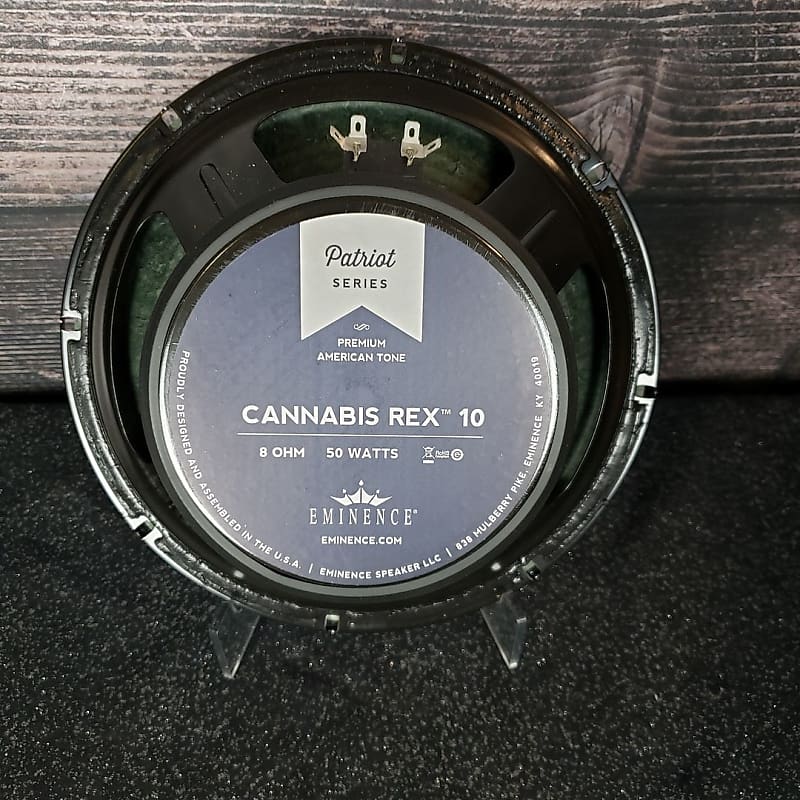 Patriot
SERIES
PREMIUM
AMERICAN TONE
CANNABIS REX™ 10
8 OHM 50 WATTS
EMINENCE®
EMINENCE.COM
PROUDLY DESIGNED AND ASSEMBLED IN THE U.S.A. | EMINENCE SPEAKER LLC | 838 MULBERRY PIKE, EMINENCE KY 40019